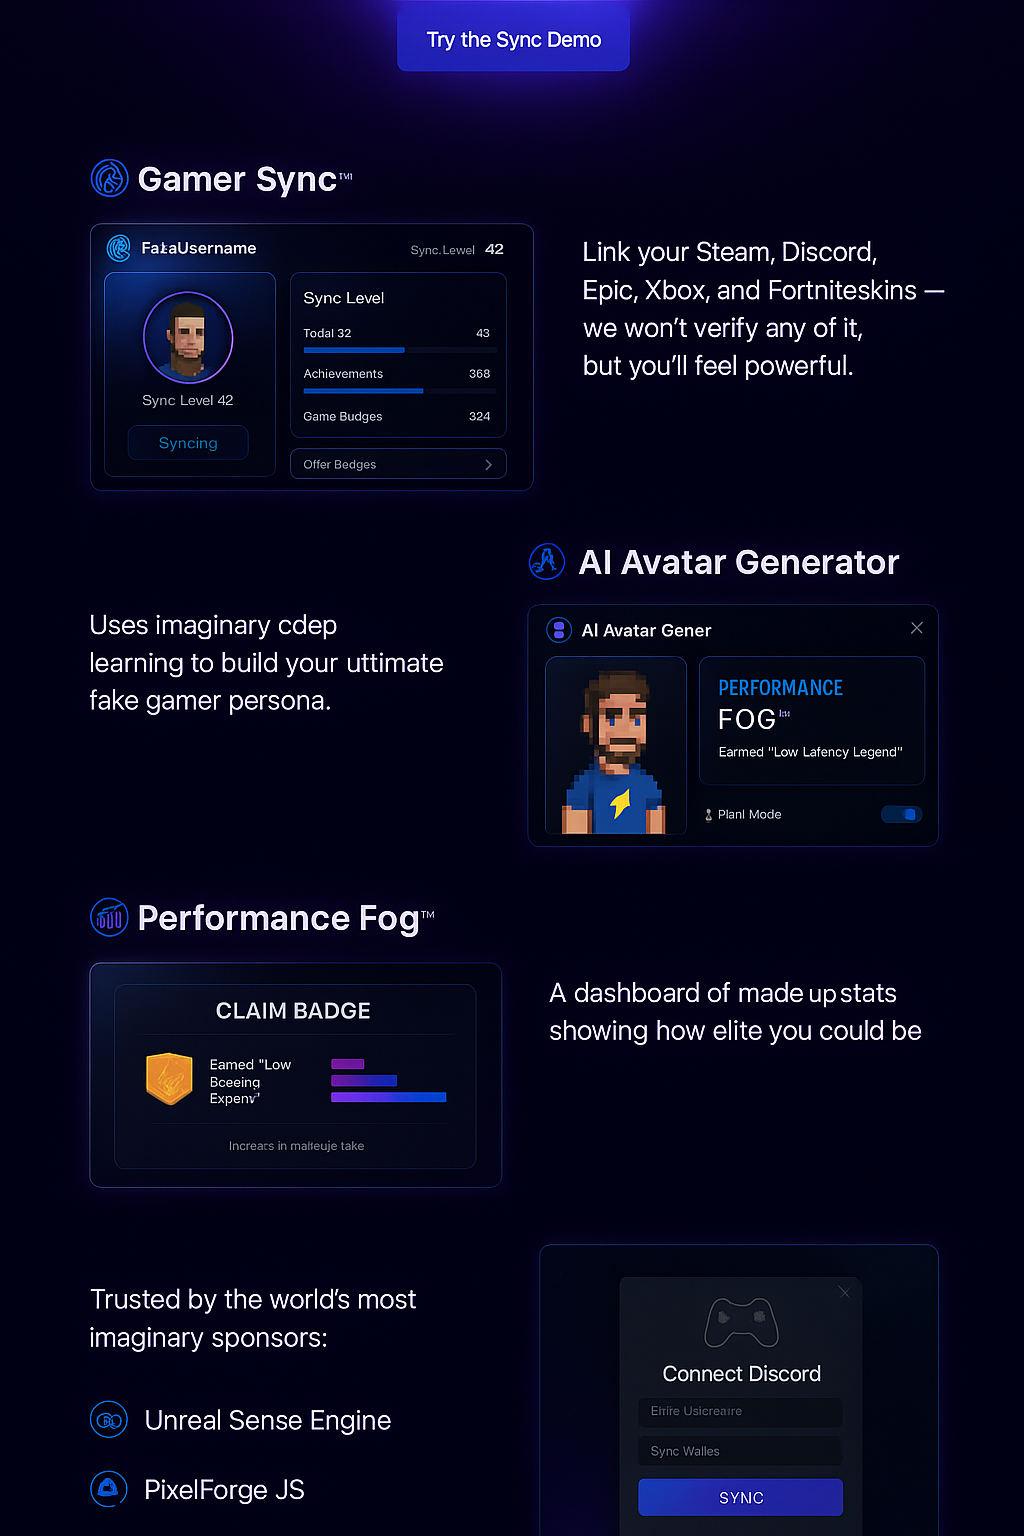 Try the Sync Demo
Gamer Sync™
FakaUsername
Sync.Lewel 42
Sync Level 42
Syncing
Sync Level
Todal 32 43
Achievements 368
Game Budges 324
Offer Bedges
Link your Steam, Discord,
Epic, Xbox, and Fortniteskins —
we won't verify any of it,
but you'll feel powerful.
AI Avatar Generator
Uses imaginary cdep
learning to build your uttimate
fake gamer persona.
AI Avatar Gener
PERFORMANCE
FOG
Earmed "Low Lafency Legend"
Planl Mode
Performance Fog™
CLAIM BADGE
Eamed "Low
Bceeing
Expenv"
Increars in malfeuje take
A dashboard of made up stats
showing how elite you could be
Trusted by the world's most
imaginary sponsors:
Unreal Sense Engine
PixelForge JS
Connect Discord
Sync Walles
SYNC